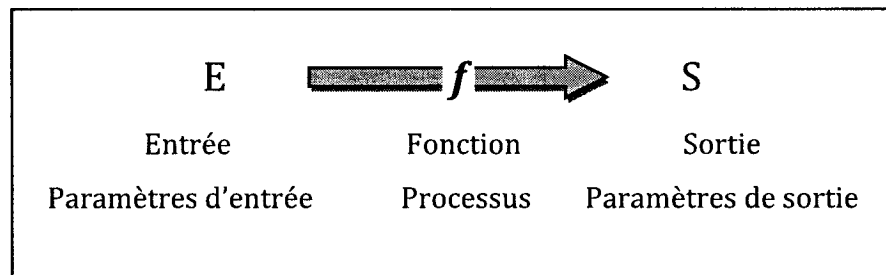 E f S
Entrée Fonction Sortie
Paramètres d'entrée Processus Paramètres de sortie